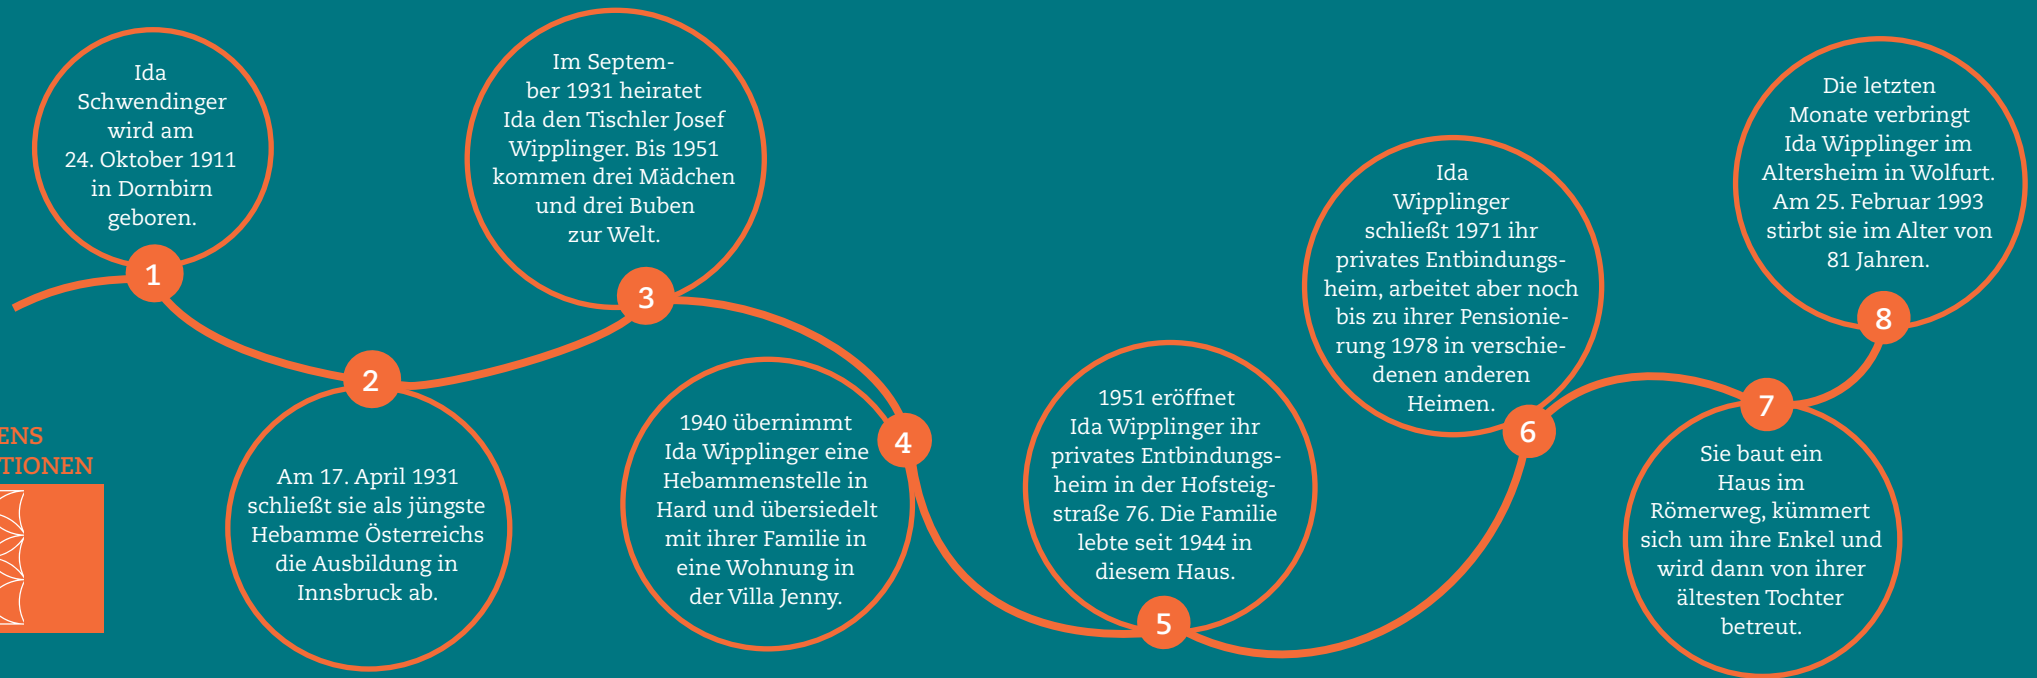 Ida
Schwendinger
wird am
24. Oktober 1911
in Dornbirn
geboren.
1
2
Am 17. April 1931
schließt sie als jüngste
Hebamme Österreichs
die Ausbildung in
Innsbruck ab.
Im Septem-
ber 1931 heiratet
Ida den Tischler Josef
Wipplinger. Bis 1951
kommen drei Mädchen
und drei Buben
zur Welt.
3
1940 übernimmt
Ida Wipplinger eine
Hebammenstelle in
Hard und übersiedelt
mit ihrer Familie in
eine Wohnung in
der Villa Jenny.
4
1951 eröffnet
Ida Wipplinger ihr
privates Entbindungs-
heim in der Hofsteig-
straße 76. Die Familie
lebte seit 1944 in
diesem Haus.
5
Ida
Wipplinger
schließt 1971 ihr
privates Entbindungs-
heim, arbeitet aber noch
bis zu ihrer Pensionie-
rung 1978 in verschie-
denen anderen
Heimen.
6
7
Sie baut ein
Haus im
Römerweg, kümmert
sich um ihre Enkel und
wird dann von ihrer
ältesten Tochter
betreut.
Die letzten
Monate verbringt
Ida Wipplinger im
Altersheim in Wolfurt.
Am 25. Februar 1993
stirbt sie im Alter von
81 Jahren.
8
ENS
TIONEN